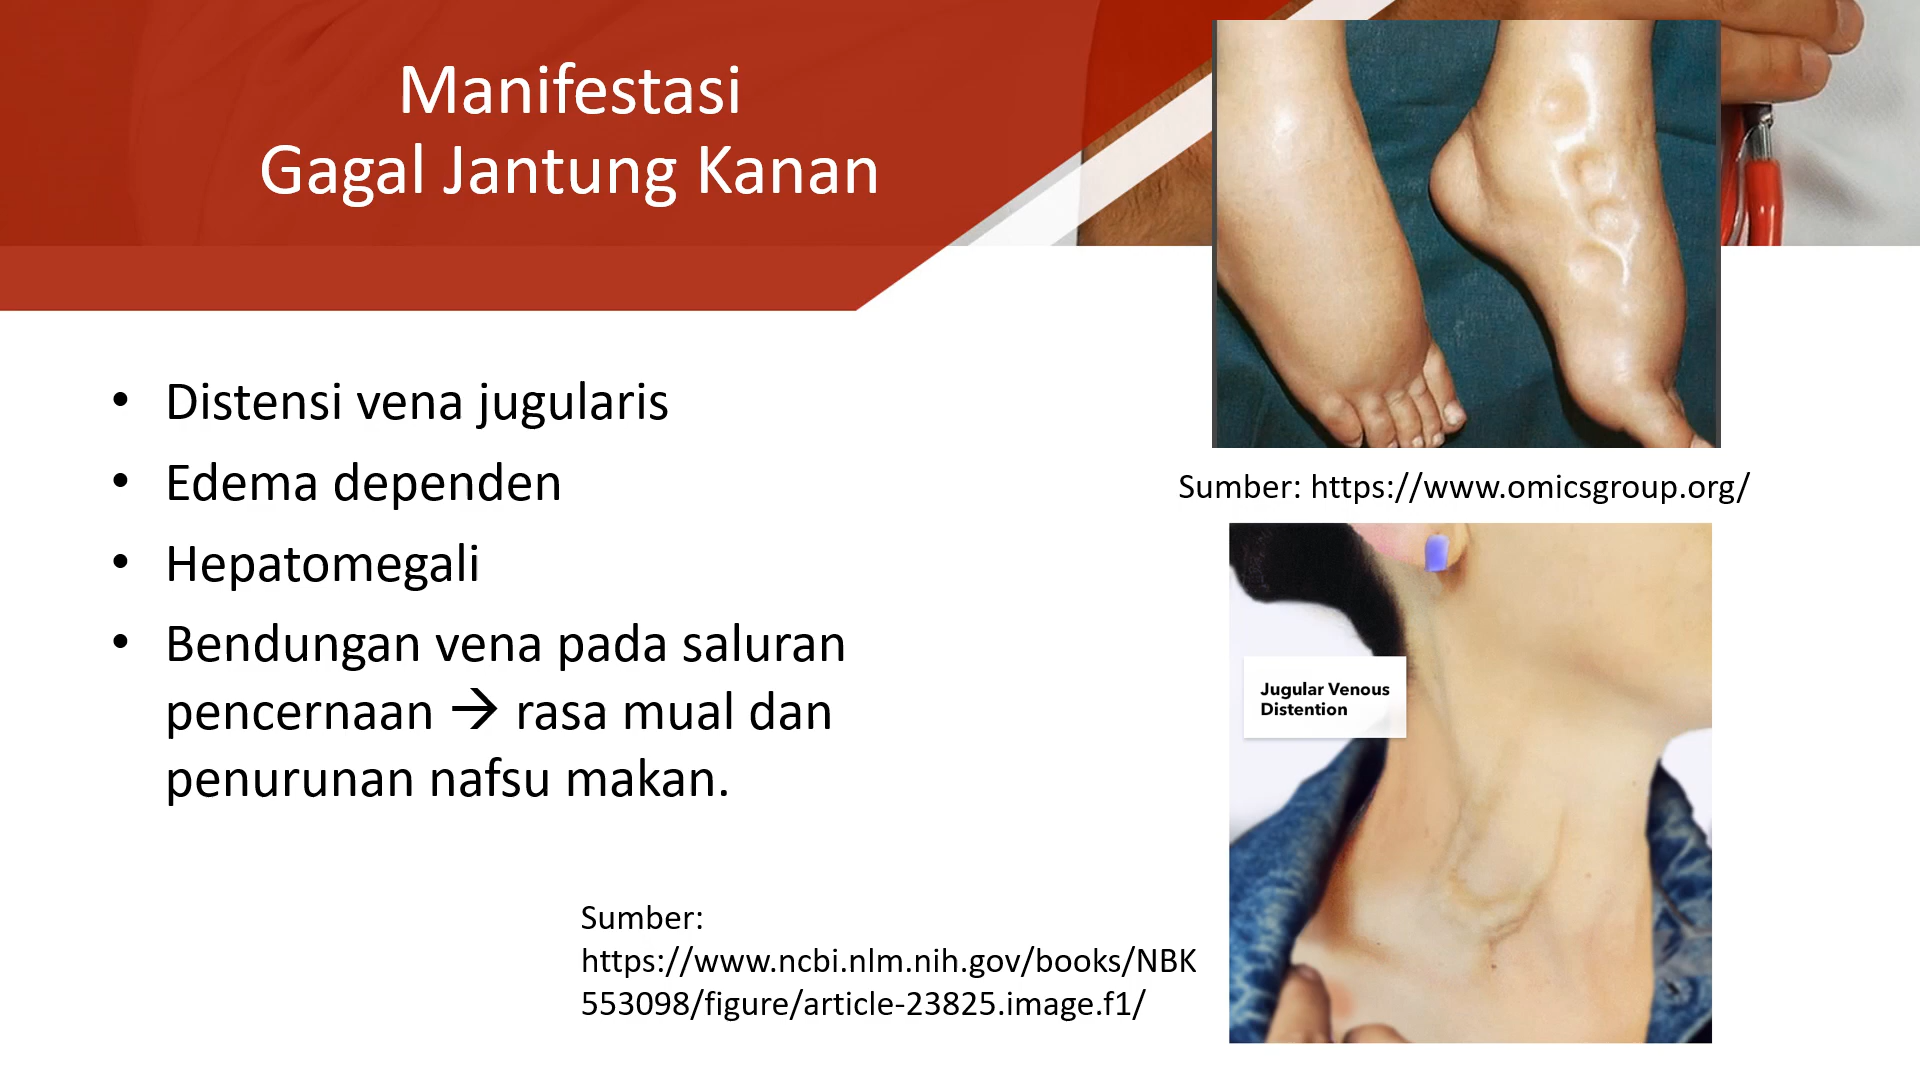 Manifestasi
Gagal Jantung Kanan
• Distensi vena jugularis
• Edema dependen
• Hepatomegali
• Bendungan vena pada saluran
pencernaan → rasa mual dan
penurunan nafsu makan.
Sumber: https://www.omicsgroup.org/
Jugular Venous
Distention
Sumber:
https://www.ncbi.nlm.nih.gov/books/NBK
553098/figure/article-23825.image.f1/